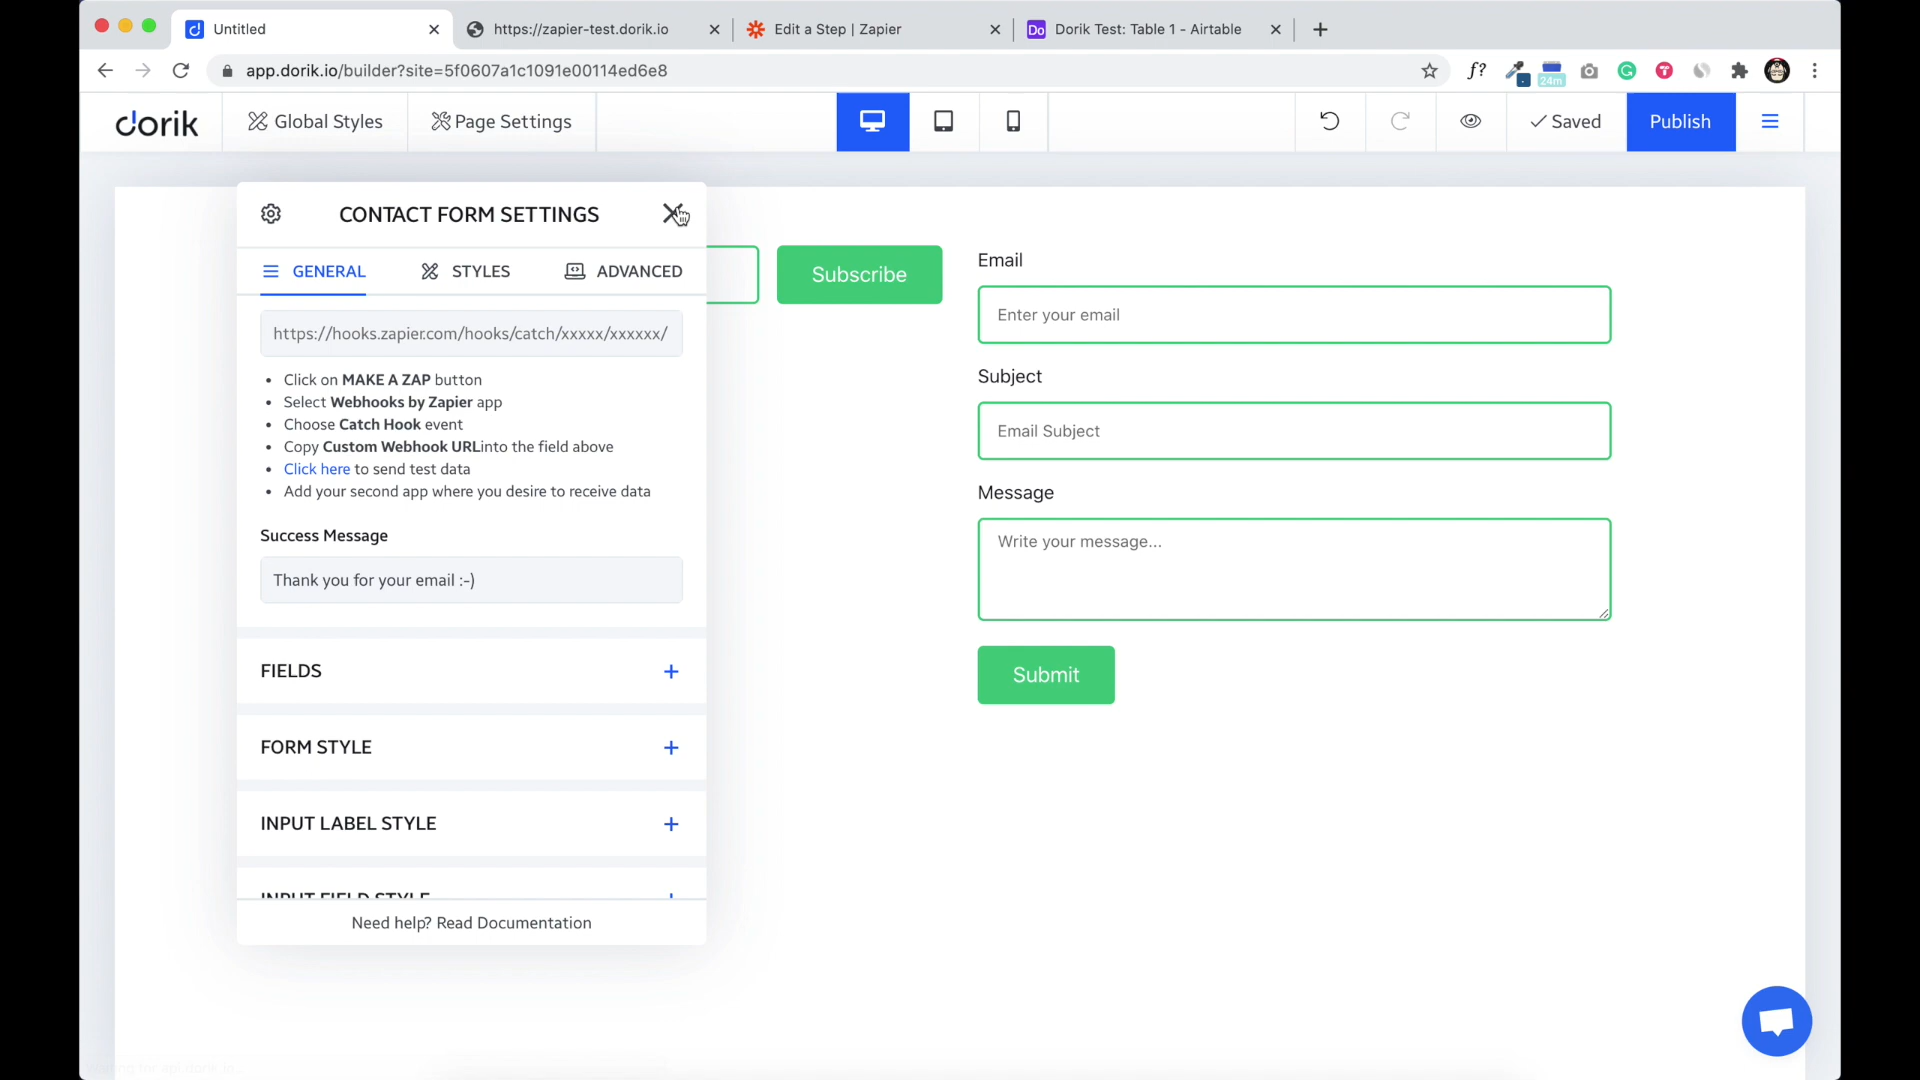 Untitled
https://zapier-test.dorik.io
Edit a Step | Zapier
Do
Dorik Test: Table 1 - Airtable
app.dorik.io/builder?site=5f0607a1c1091e00114ed6e8
f?
24m
dorik
Global Styles
Page Settings
Saved
Publish
CONTACT FORM SETTINGS
GENERAL
STYLES
ADVANCED
https://hooks.zapier.com/hooks/catch/xxxxx/xxxxxx/
• Click on MAKE A ZAP button
• Select Webhooks by Zapier app
• Choose Catch Hook event
• Copy Custom Webhook URLinto the field above
• Click here to send test data
• Add your second app where you desire to receive data
Success Message
Thank you for your email :-)
FIELDS
FORM STYLE
INPUT LABEL STYLE
INPUT FIELD STYLE
Need help? Read Documentation
Subscribe
Email
Enter your email
Subject
Email Subject
Message
Write your message...
Submit